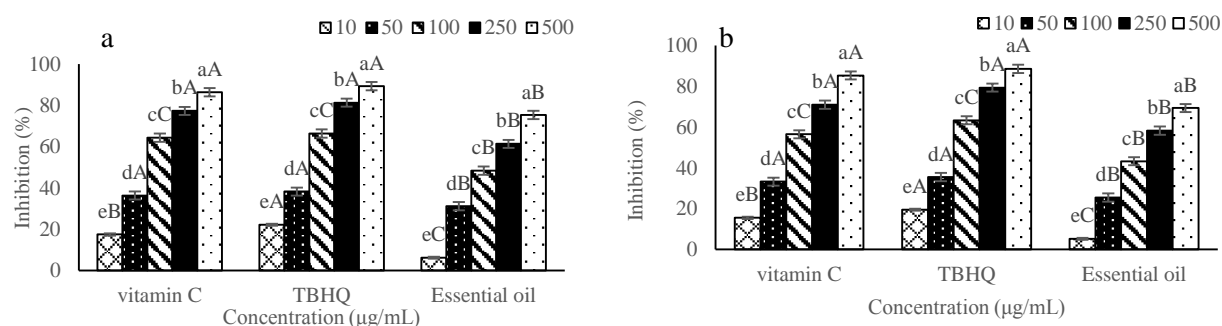 a
10 50 100 250 500
Inhibition (%)
100
80
60
40
20
0
eB dA cC bA aA
eA dA cC bA aA
eC dB cB bB aB
vitamin C TBHQ Essential oil
Concentration (µg/mL)
b
10 50 100 250 500
Inhibition (%)
100
80
60
40
20
0
eB dA cC bA aA
eA dA cC bA aA
eC dB cB bB aB
vitamin C TBHQ Essential oil
Concentration (µg/mL)